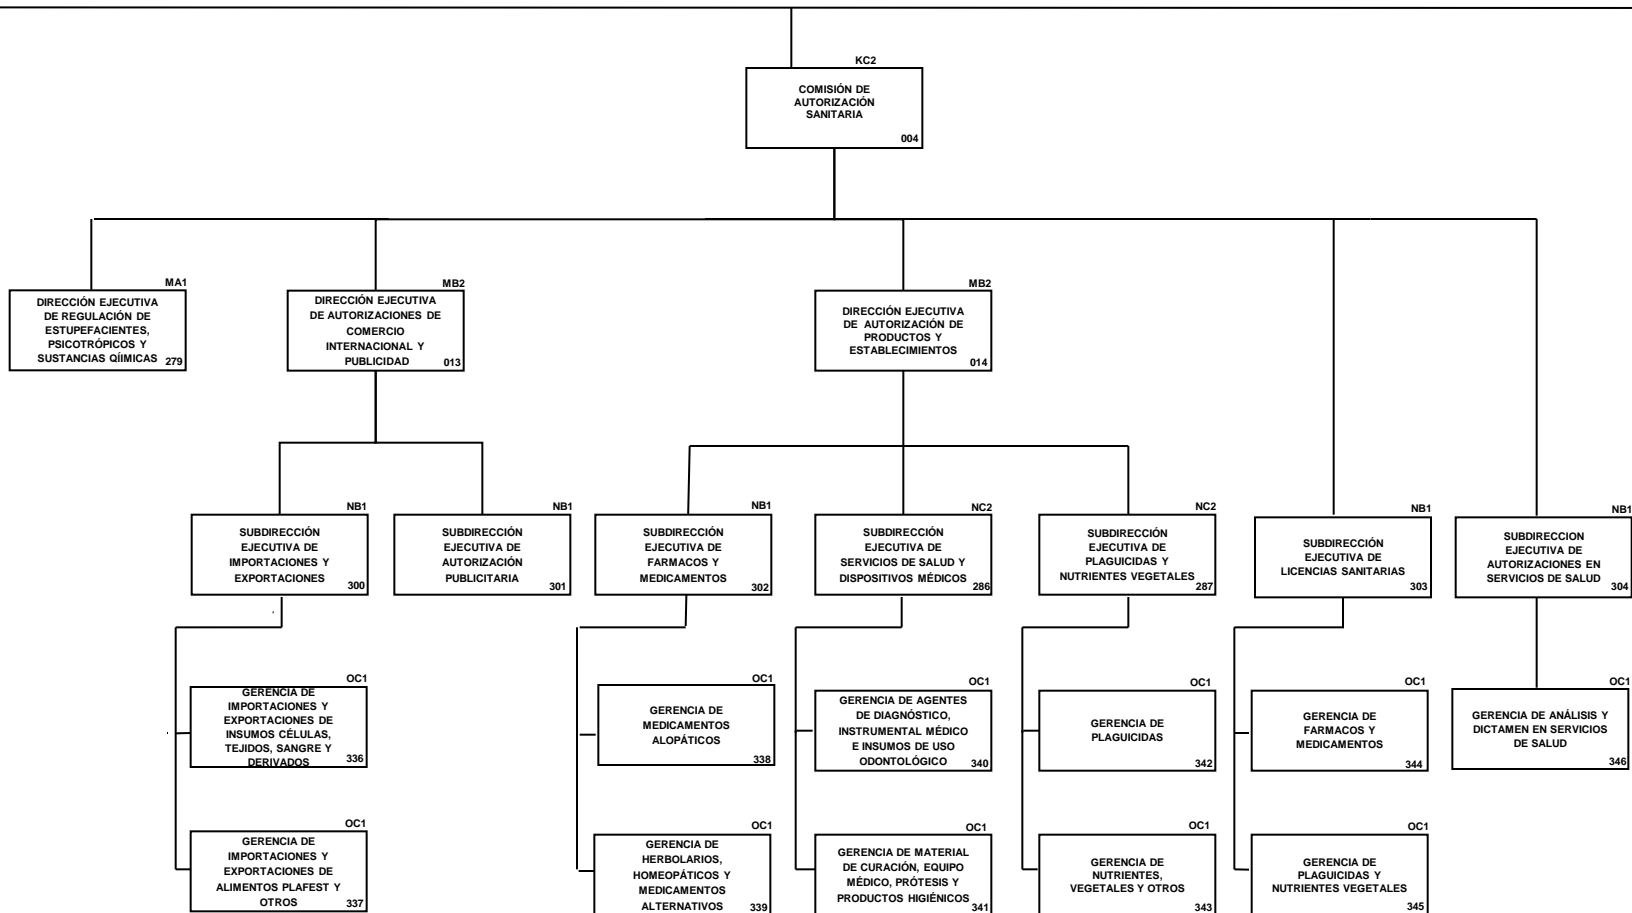 KC2
COMISIÓN DE
AUTORIZACIÓN
SANITARIA
004
MA1
DIRECCIÓN EJECUTIVA
DE REGULACIÓN DE
ESTUPEFACIENTES,
PSICOTRÓPICOS Y
SUSTANCIAS QÍIMICAS
279
MB2
DIRECCIÓN EJECUTIVA
DE AUTORIZACIONES DE
COMERCIO
INTERNACIONAL Y
PUBLICIDAD
013
MB2
DIRECCIÓN EJECUTIVA
DE AUTORIZACIÓN DE
PRODUCTOS Y
ESTABLECIMIENTOS
014
NB1
SUBDIRECCIÓN
EJECUTIVA DE
IMPORTACIONES Y
EXPORTACIONES
300
NB1
SUBDIRECCIÓN
EJECUTIVA DE
AUTORIZACIÓN
PUBLICITARIA
301
NB1
SUBDIRECCIÓN
EJECUTIVA DE
FARMACOS Y
MEDICAMENTOS
302
NC2
SUBDIRECCIÓN
EJECUTIVA DE
SERVICIOS DE SALUD Y
DISPOSITIVOS MÉDICOS
286
NC2
SUBDIRECCIÓN
EJECUTIVA DE
PLAGUICIDAS Y
NUTRIENTES VEGETALES
287
NB1
SUBDIRECCIÓN
EJECUTIVA DE
LICENCIAS SANITARIAS
303
NB1
SUBDIRECCION
EJECUTIVA DE
AUTORIZACIONES EN
SERVICIOS DE SALUD
304
OC1
GERENCIA DE
IMPORTACIONES Y
EXPORTACIONES DE
INSUMOS CÉLULAS,
TEJIDOS, SANGRE Y
DERIVADOS
336
OC1
GERENCIA DE
MEDICAMENTOS
ALOPÁTICOS
338
OC1
GERENCIA DE AGENTES
DE DIAGNÓSTICO,
INSTRUMENTAL MÉDICO
E INSUMOS DE USO
ODONTOLÓGICO
340
OC1
GERENCIA DE
PLAGUICIDAS
342
OC1
GERENCIA DE
FARMACOS Y
MEDICAMENTOS
344
OC1
GERENCIA DE ANÁLISIS Y
DICTAMEN EN SERVICIOS
DE SALUD
346
OC1
GERENCIA DE
IMPORTACIONES Y
EXPORTACIONES DE
ALIMENTOS PLAFEST Y
OTROS
337
OC1
GERENCIA DE
HERBOLARIOS,
HOMEOPÁTICOS Y
MEDICAMENTOS
ALTERNATIVOS
339
OC1
GERENCIA DE MATERIAL
DE CURACIÓN, EQUIPO
MÉDICO, PRÓTESIS Y
PRODUCTOS HIGIÉNICOS
341
OC1
GERENCIA DE
NUTRIENTES,
VEGETALES Y OTROS
343
OC1
GERENCIA DE
PLAGUICIDAS Y
NUTRIENTES VEGETALES
345